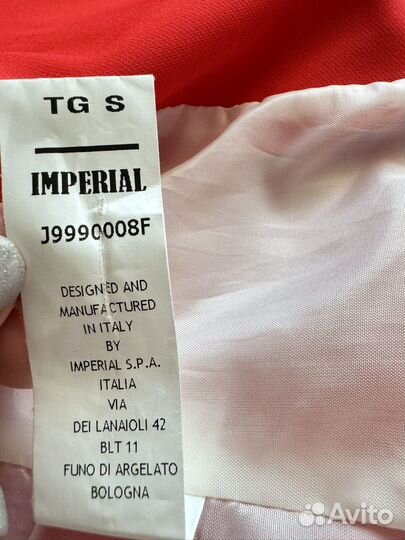 TG S
IMPERIAL
J9990008F
DESIGNED AND
MANUFACTURED
IN ITALY
BY
IMPERIAL S.P.A.
ITALIA
VIA
DEI LANAIOLI 42
BLT 11
FUNO DI ARGELATO
BOLOGNA
Avito